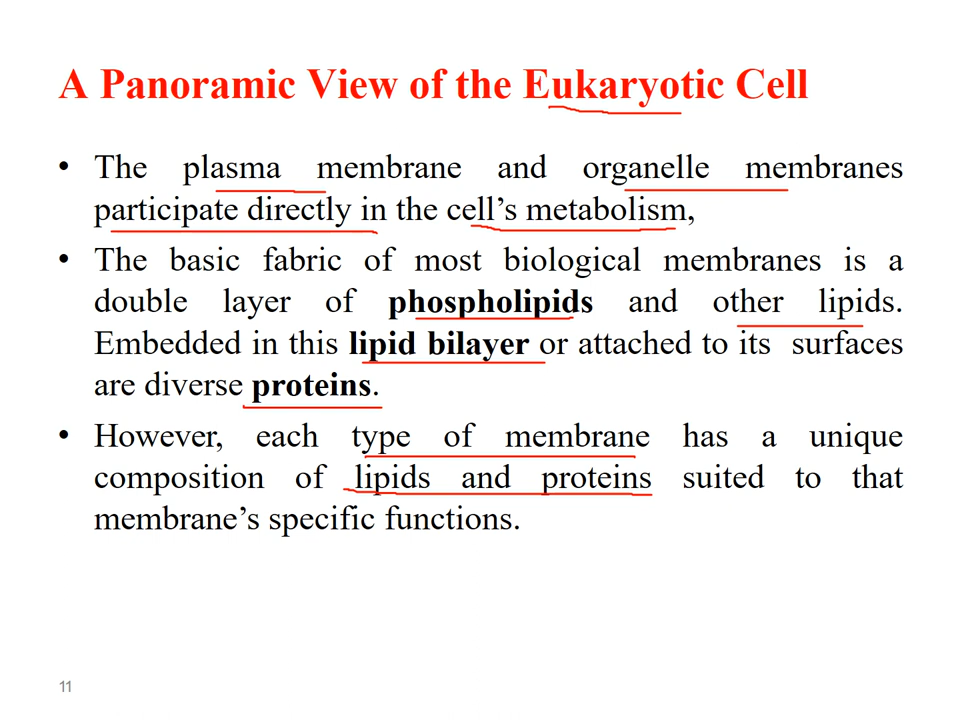 A Panoramic View of the Eukaryotic Cell
• The plasma membrane and organelle membranes
participate directly in the cell’s metabolism,
• The basic fabric of most biological membranes is a
double layer of phospholipids and other lipids.
Embedded in this lipid bilayer or attached to its surfaces
are diverse proteins.
• However, each type of membrane has a unique
composition of lipids and proteins suited to that
membrane’s specific functions.
11